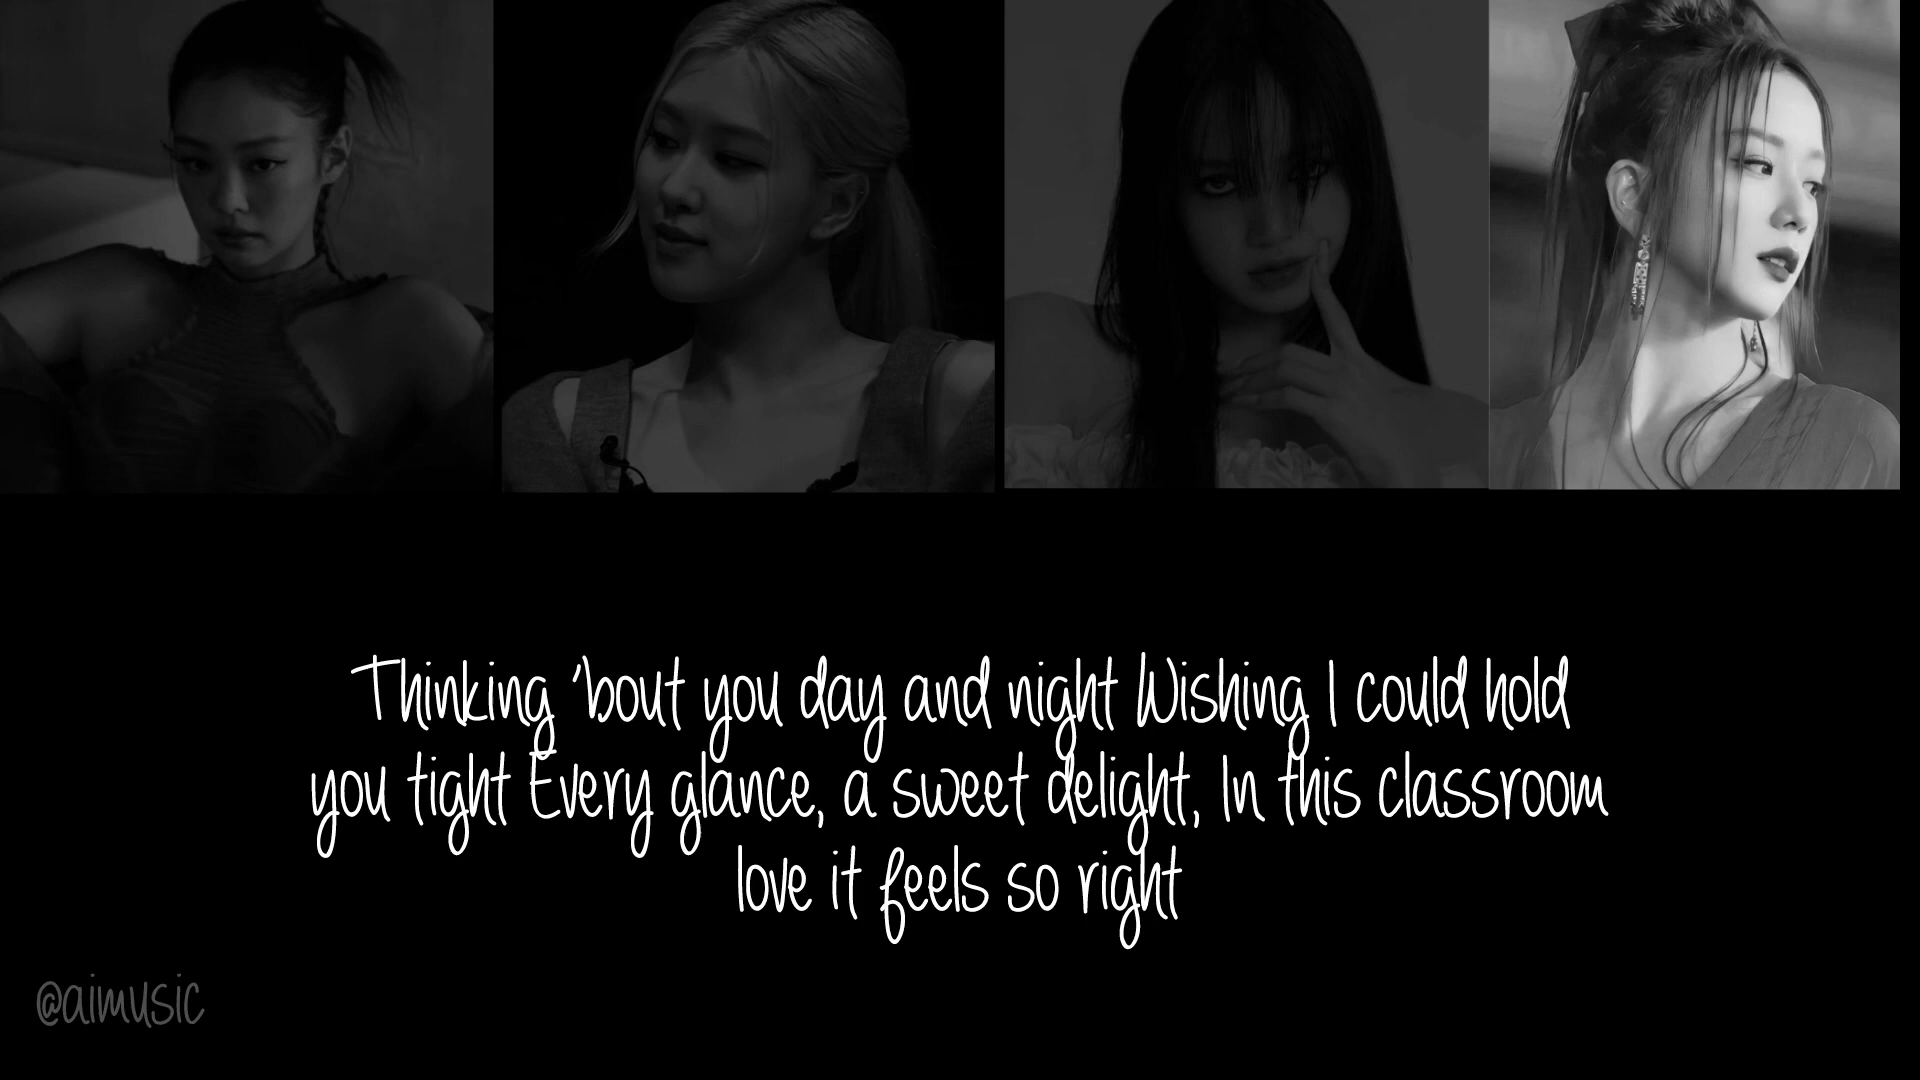 Thinking 'bout you day and night Wishing I could hold
you tight Every glance, a sweet delight, In this classroom
love it feels so right
@aimusic